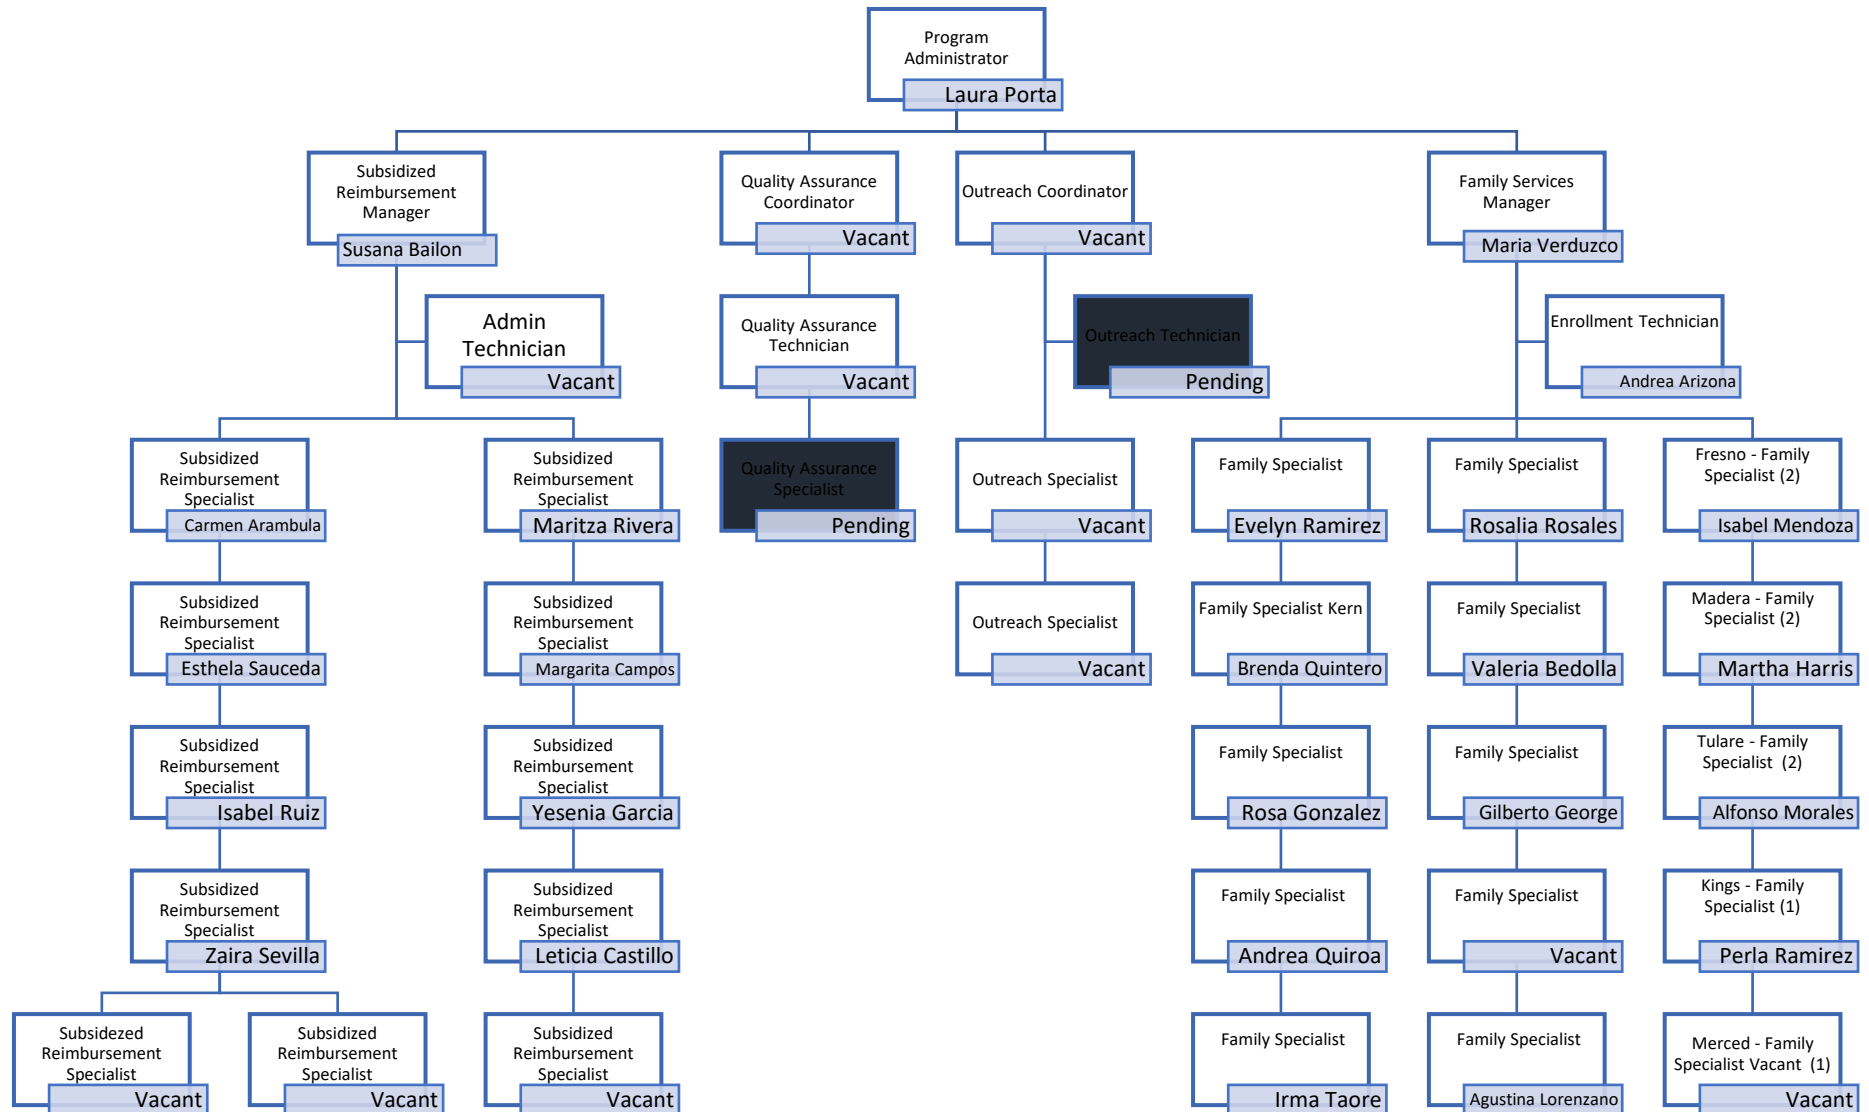 Program
Administrator
Laura Porta
Subsidized
Reimbursement
Manager
Susana Bailon
Quality Assurance
Coordinator
Vacant
Outreach Coordinator
Vacant
Family Services
Manager
Maria Verduzco
Admin
Technician
Vacant
Quality Assurance
Technician
Vacant
Outreach Technician
Pending
Enrollment Technician
Andrea Arizona
Subsidized
Reimbursement
Specialist
Carmen Arambula
Subsidized
Reimbursement
Specialist
Maritza Rivera
Quality Assurance
Specialist
Pending
Outreach Specialist
Vacant
Family Specialist
Evelyn Ramirez
Family Specialist
Rosalia Rosales
Fresno - Family
Specialist (2)
Isabel Mendoza
Subsidized
Reimbursement
Specialist
Esthela Sauceda
Subsidized
Reimbursement
Specialist
Margarita Campos
Outreach Specialist
Vacant
Family Specialist Kern
Brenda Quintero
Family Specialist
Valeria Bedolla
Madera - Family
Specialist (2)
Martha Harris
Subsidized
Reimbursement
Specialist
Isabel Ruiz
Subsidized
Reimbursement
Specialist
Yesenia Garcia
Family Specialist
Rosa Gonzalez
Family Specialist
Gilberto George
Tulare - Family
Specialist (2)
Alfonso Morales
Subsidized
Reimbursement
Specialist
Zaira Sevilla
Subsidized
Reimbursement
Specialist
Leticia Castillo
Family Specialist
Andrea Quiroa
Family Specialist
Vacant
Kings - Family
Specialist (1)
Perla Ramirez
Subsidezed
Reimbursement
Specialist
Vacant
Subsidized
Reimbursement
Specialist
Vacant
Subsidized
Reimbursement
Specialist
Vacant
Family Specialist
Irma Taore
Family Specialist
Agustina Lorenzano
Merced - Family
Specialist Vacant (1)
Vacant